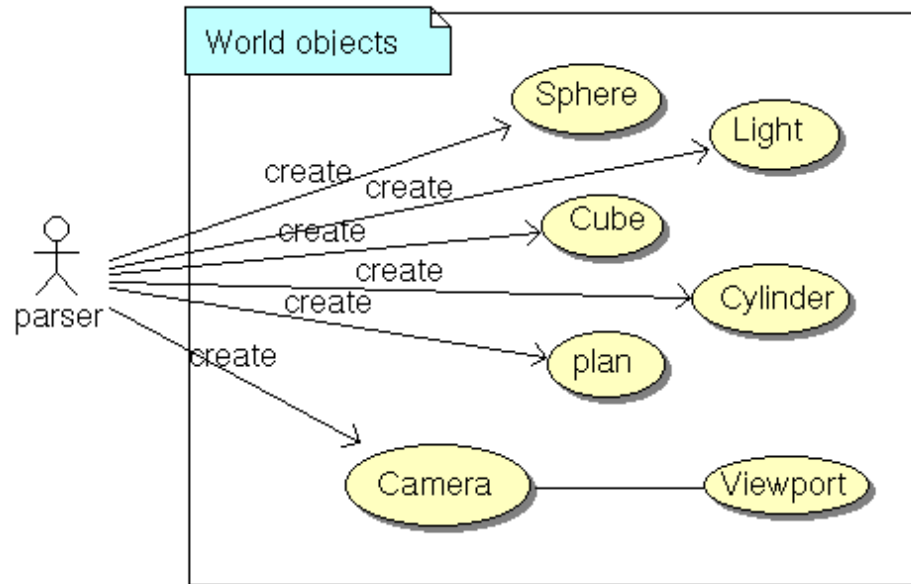 World objects
Sphere
Light
create
create
Cube
create
create
Cylinder
parser
create
plan
create
Camera
Viewport